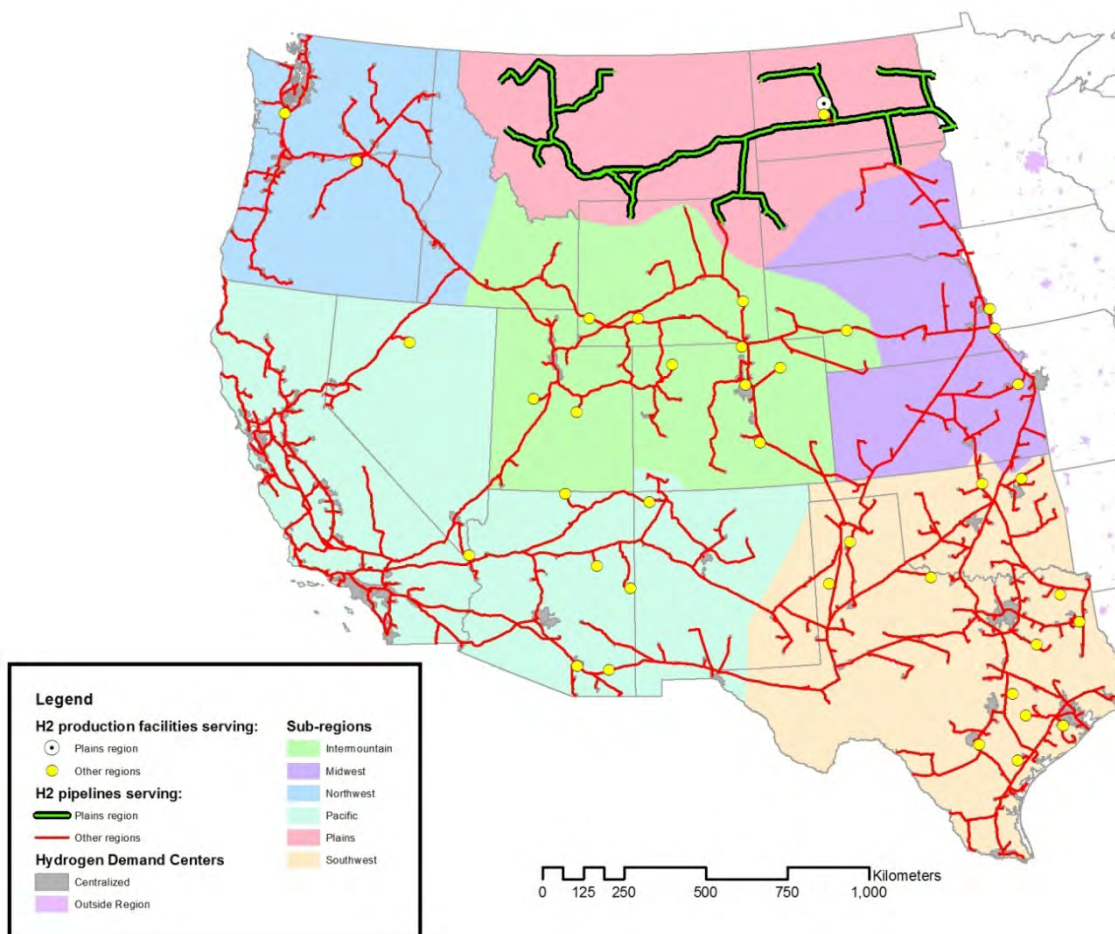 Legend
H2 production facilities serving:
Plains region
Other regions
H2 pipelines serving:
Plains region
Other regions
Hydrogen Demand Centers
Centralized
Outside Region
Sub-regions
Intermountain
Midwest
Northwest
Pacific
Plains
Southwest
Kilometers
0 125 250 500 750 1,000